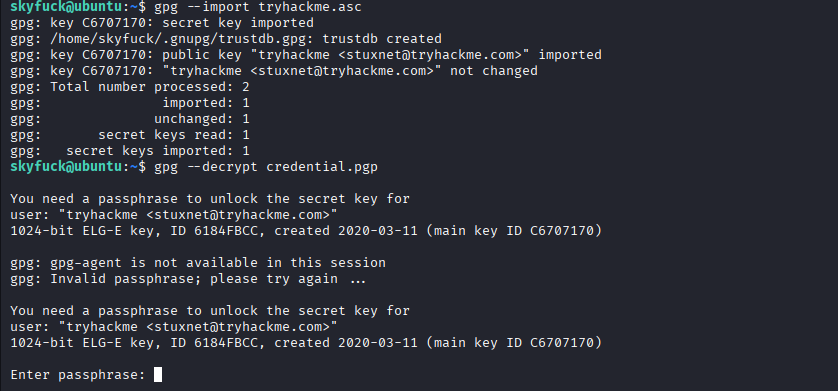 skyfuck@ubuntu:~$ gpg --import tryhackme.asc
gpg: key C6707170: secret key imported
gpg: /home/skyfuck/.gnupg/trustdb.gpg: trustdb created
gpg: key C6707170: public key "tryhackme <stuxnet@tryhackme.com>" imported
gpg: key C6707170: "tryhackme <stuxnet@tryhackme.com>" not changed
gpg: Total number processed: 2
gpg:               imported: 1
gpg:              unchanged: 1
gpg:       secret keys read: 1
gpg:   secret keys imported: 1
skyfuck@ubuntu:~$ gpg --decrypt credential.pgp
You need a passphrase to unlock the secret key for
user: "tryhackme <stuxnet@tryhackme.com>"
1024-bit ELG-E key, ID 6184FBCC, created 2020-03-11 (main key ID C6707170)
gpg: gpg-agent is not available in this session
gpg: Invalid passphrase; please try again ...
You need a passphrase to unlock the secret key for
user: "tryhackme <stuxnet@tryhackme.com>"
1024-bit ELG-E key, ID 6184FBCC, created 2020-03-11 (main key ID C6707170)
Enter passphrase: